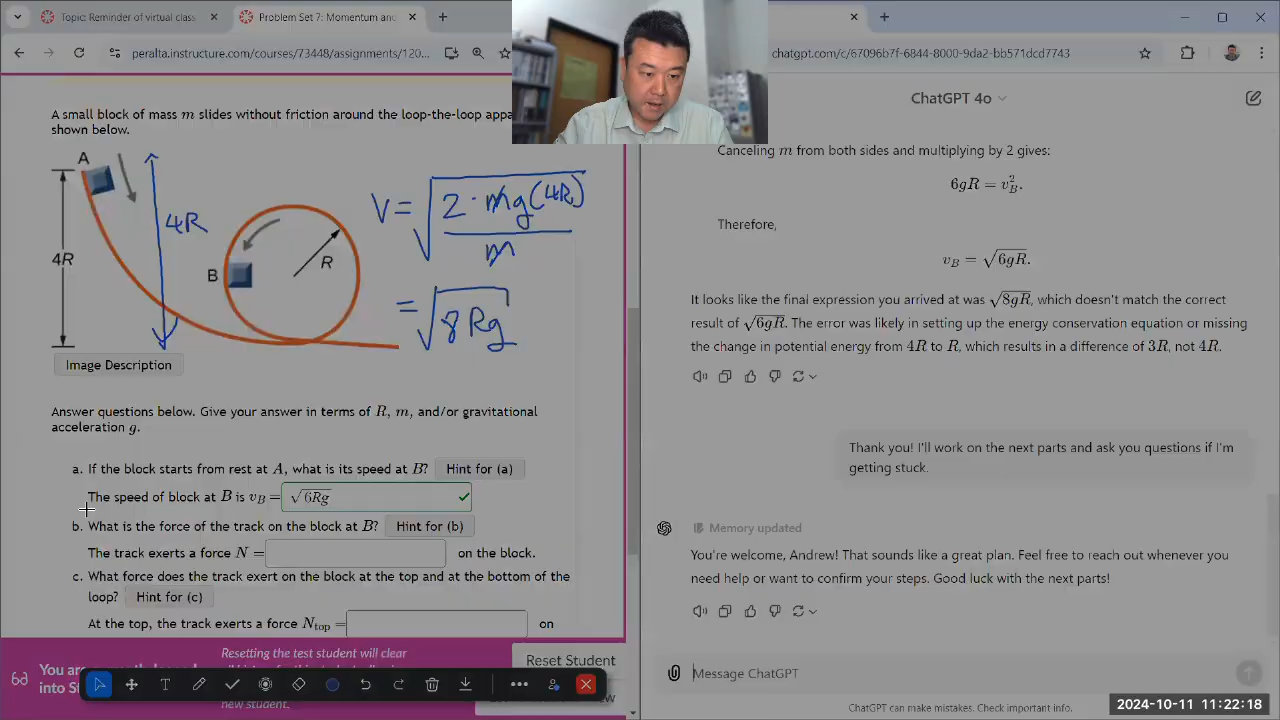 Topic: Reminder of virtual class
Problem Set 7: Momentum and
peralta.instructure.com/courses/73448/assignments/120...
chatgpt.com/c/67096b7f-6844-8000-9da2-bb571dcd7743
A small block of mass m slides without friction around the loop-the-loop appa
shown below.
A
4R
4R
B
R
V = √(2·mg(4R)/m)
= √8Rg
Image Description
Answer questions below. Give your answer in terms of R, m, and/or gravitational
acceleration g.
a. If the block starts from rest at A, what is its speed at B? Hint for (a)
The speed of block at B is v_B = √6Rg
b. What is the force of the track on the block at B? Hint for (b)
The track exerts a force N = on the block.
c. What force does the track exert on the block at the top and at the bottom of the
loop? Hint for (c)
At the top, the track exerts a force N_top = on
You are
into S
Resetting the test student will clear
new student.
Reset Student
ChatGPT 4o
Canceling m from both sides and multiplying by 2 gives:
6gR = v_B².
Therefore,
v_B = √6gR.
It looks like the final expression you arrived at was √8gR, which doesn't match the correct
result of √6gR. The error was likely in setting up the energy conservation equation or missing
the change in potential energy from 4R to R, which results in a difference of 3R, not 4R.
Thank you! I'll work on the next parts and ask you questions if I'm
getting stuck.
Memory updated
You're welcome, Andrew! That sounds like a great plan. Feel free to reach out whenever you
need help or want to confirm your steps. Good luck with the next parts!
Message ChatGPT
ChatGPT can make mistakes. Check important info.
2024-10-11 11:22:18